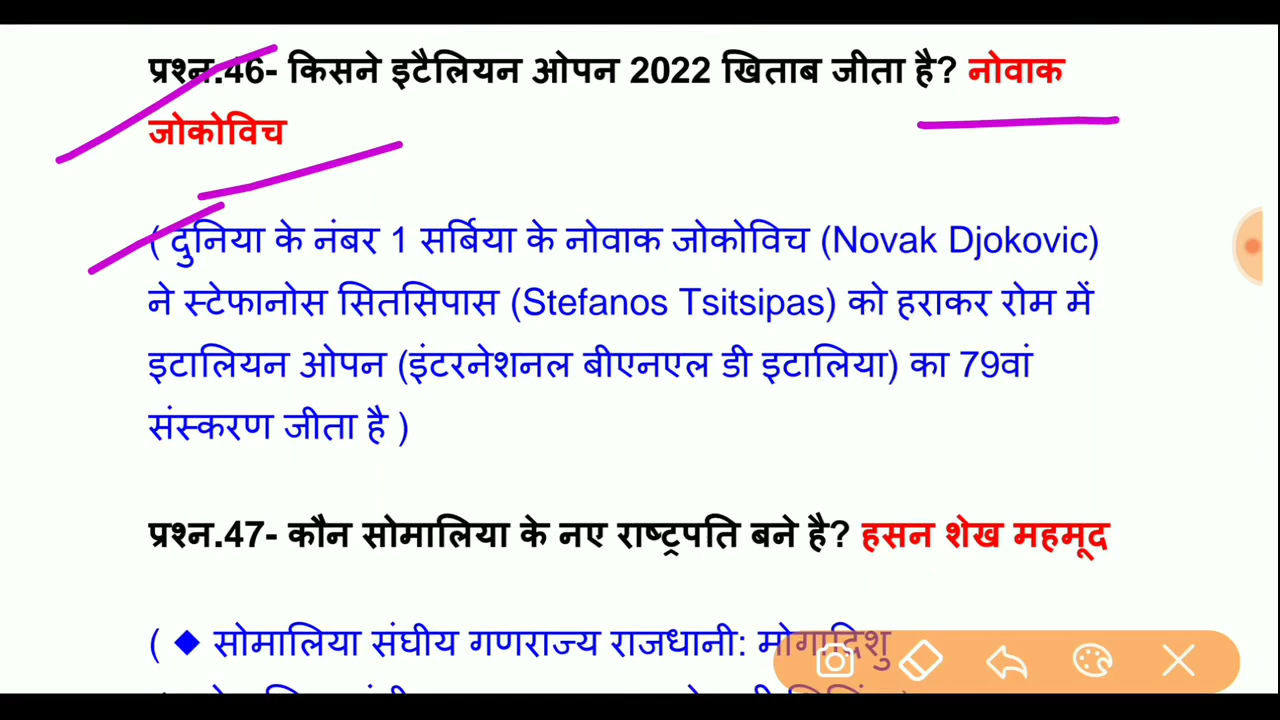 प्रश्न.46- किसने इटैलियन ओपन 2022 खिताब जीता है? नोवाक
जोकोविच
( दुनिया के नंबर 1 सर्बिया के नोवाक जोकोविच (Novak Djokovic)
ने स्टेफानोस सितसिपास (Stefanos Tsitsipas) को हराकर रोम में
इटालियन ओपन (इंटरनेशनल बीएनएल डी इटालिया) का 79वां
संस्करण जीता है )
प्रश्न.47- कौन सोमालिया के नए राष्ट्रपति बने है? हसन शेख महमूद
( ◆ सोमालिया संघीय गणराज्य राजधानी: मोगादिशु